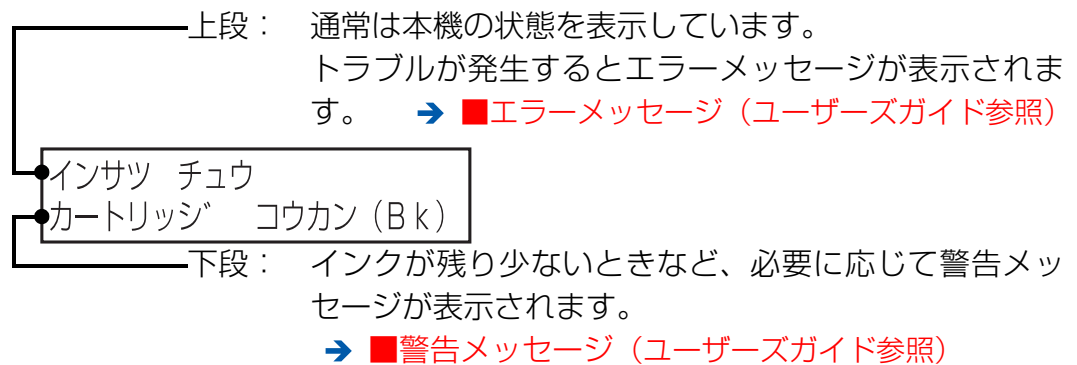 上段： 通常は本機の状態を表示しています。
トラブルが発生するとエラーメッセージが表示されま
す。 ➔ ■エラーメッセージ（ユーザーズガイド参照）
インサツ チュウ
カートリッジ コウカン（Bk）
下段： インクが残り少ないときなど、必要に応じて警告メッ
セージが表示されます。
➔ ■警告メッセージ（ユーザーズガイド参照）